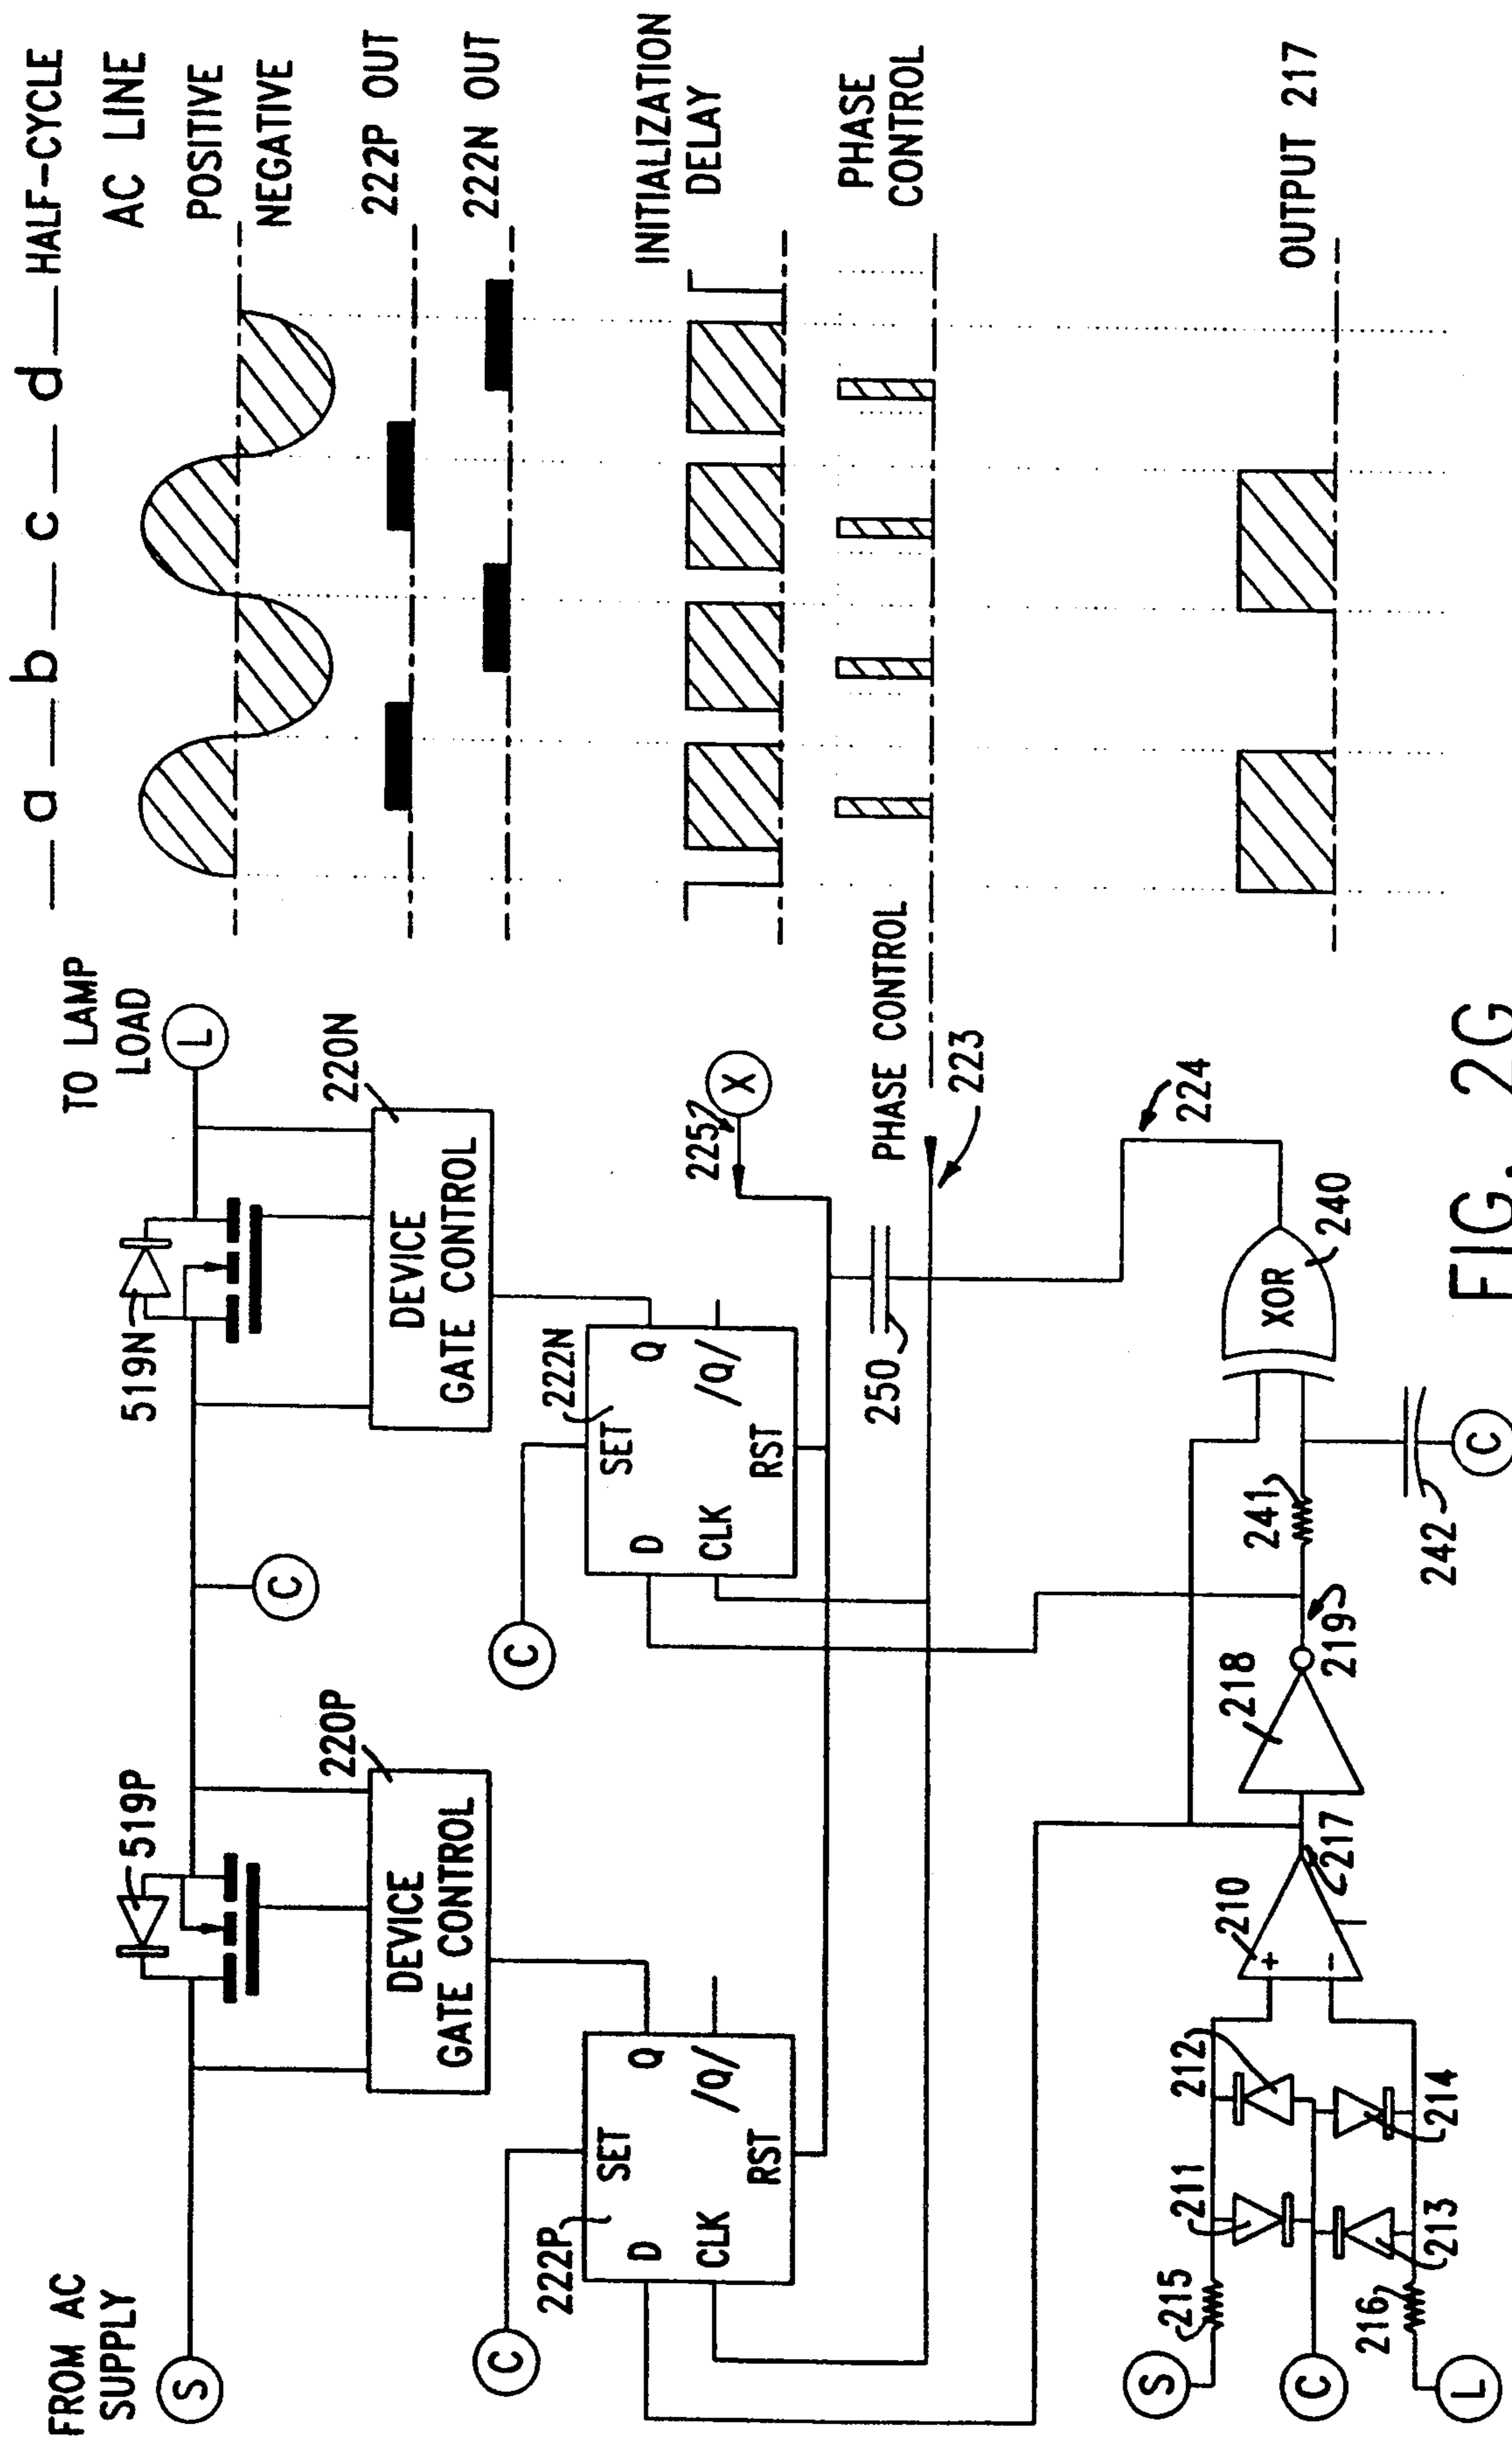 FROM AC
SUPPLY
S
519P
C
519N
TO LAMP
LOAD
L
220P
DEVICE
GATE CONTROL
220N
DEVICE
GATE CONTROL
C
222P
SET
D
Q
CLK
/Q/
RST
C
222N
SET
D
Q
CLK
/Q/
RST
225
X
250
PHASE CONTROL
223
224
S
215
211
212
C
L
216
213
214
210
+
-
217
218
219
241
242
C
XOR
240
a b c d HALF-CYCLE
AC LINE
POSITIVE
NEGATIVE
222P OUT
222N OUT
INITIALIZATION
DELAY
PHASE
CONTROL
OUTPUT 217
FIG. 2G